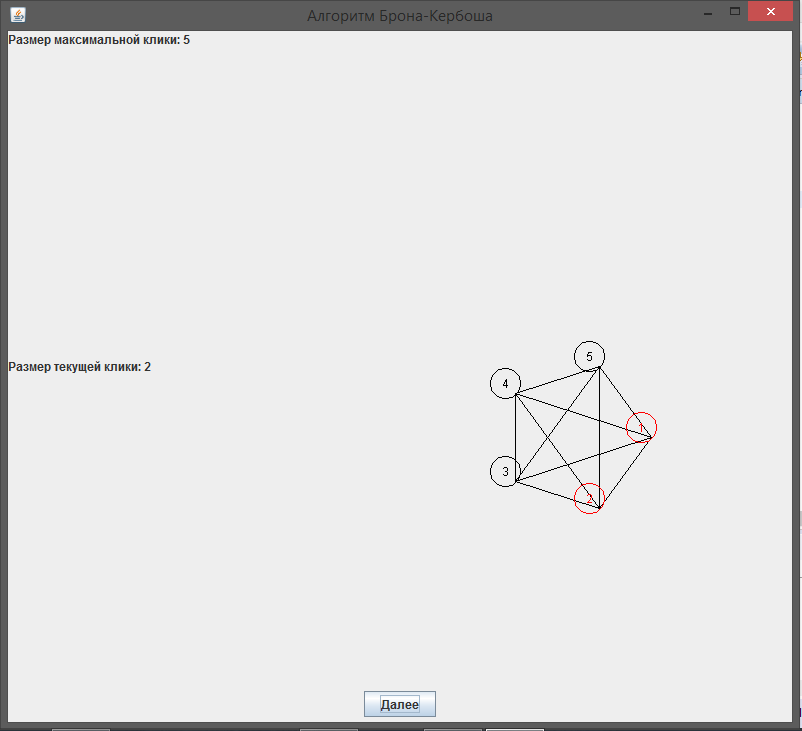 Алгоритм Брона-Кербоша
Размер максимальной клики: 5
5
Размер текущей клики: 2
4
1
3
2
Далее